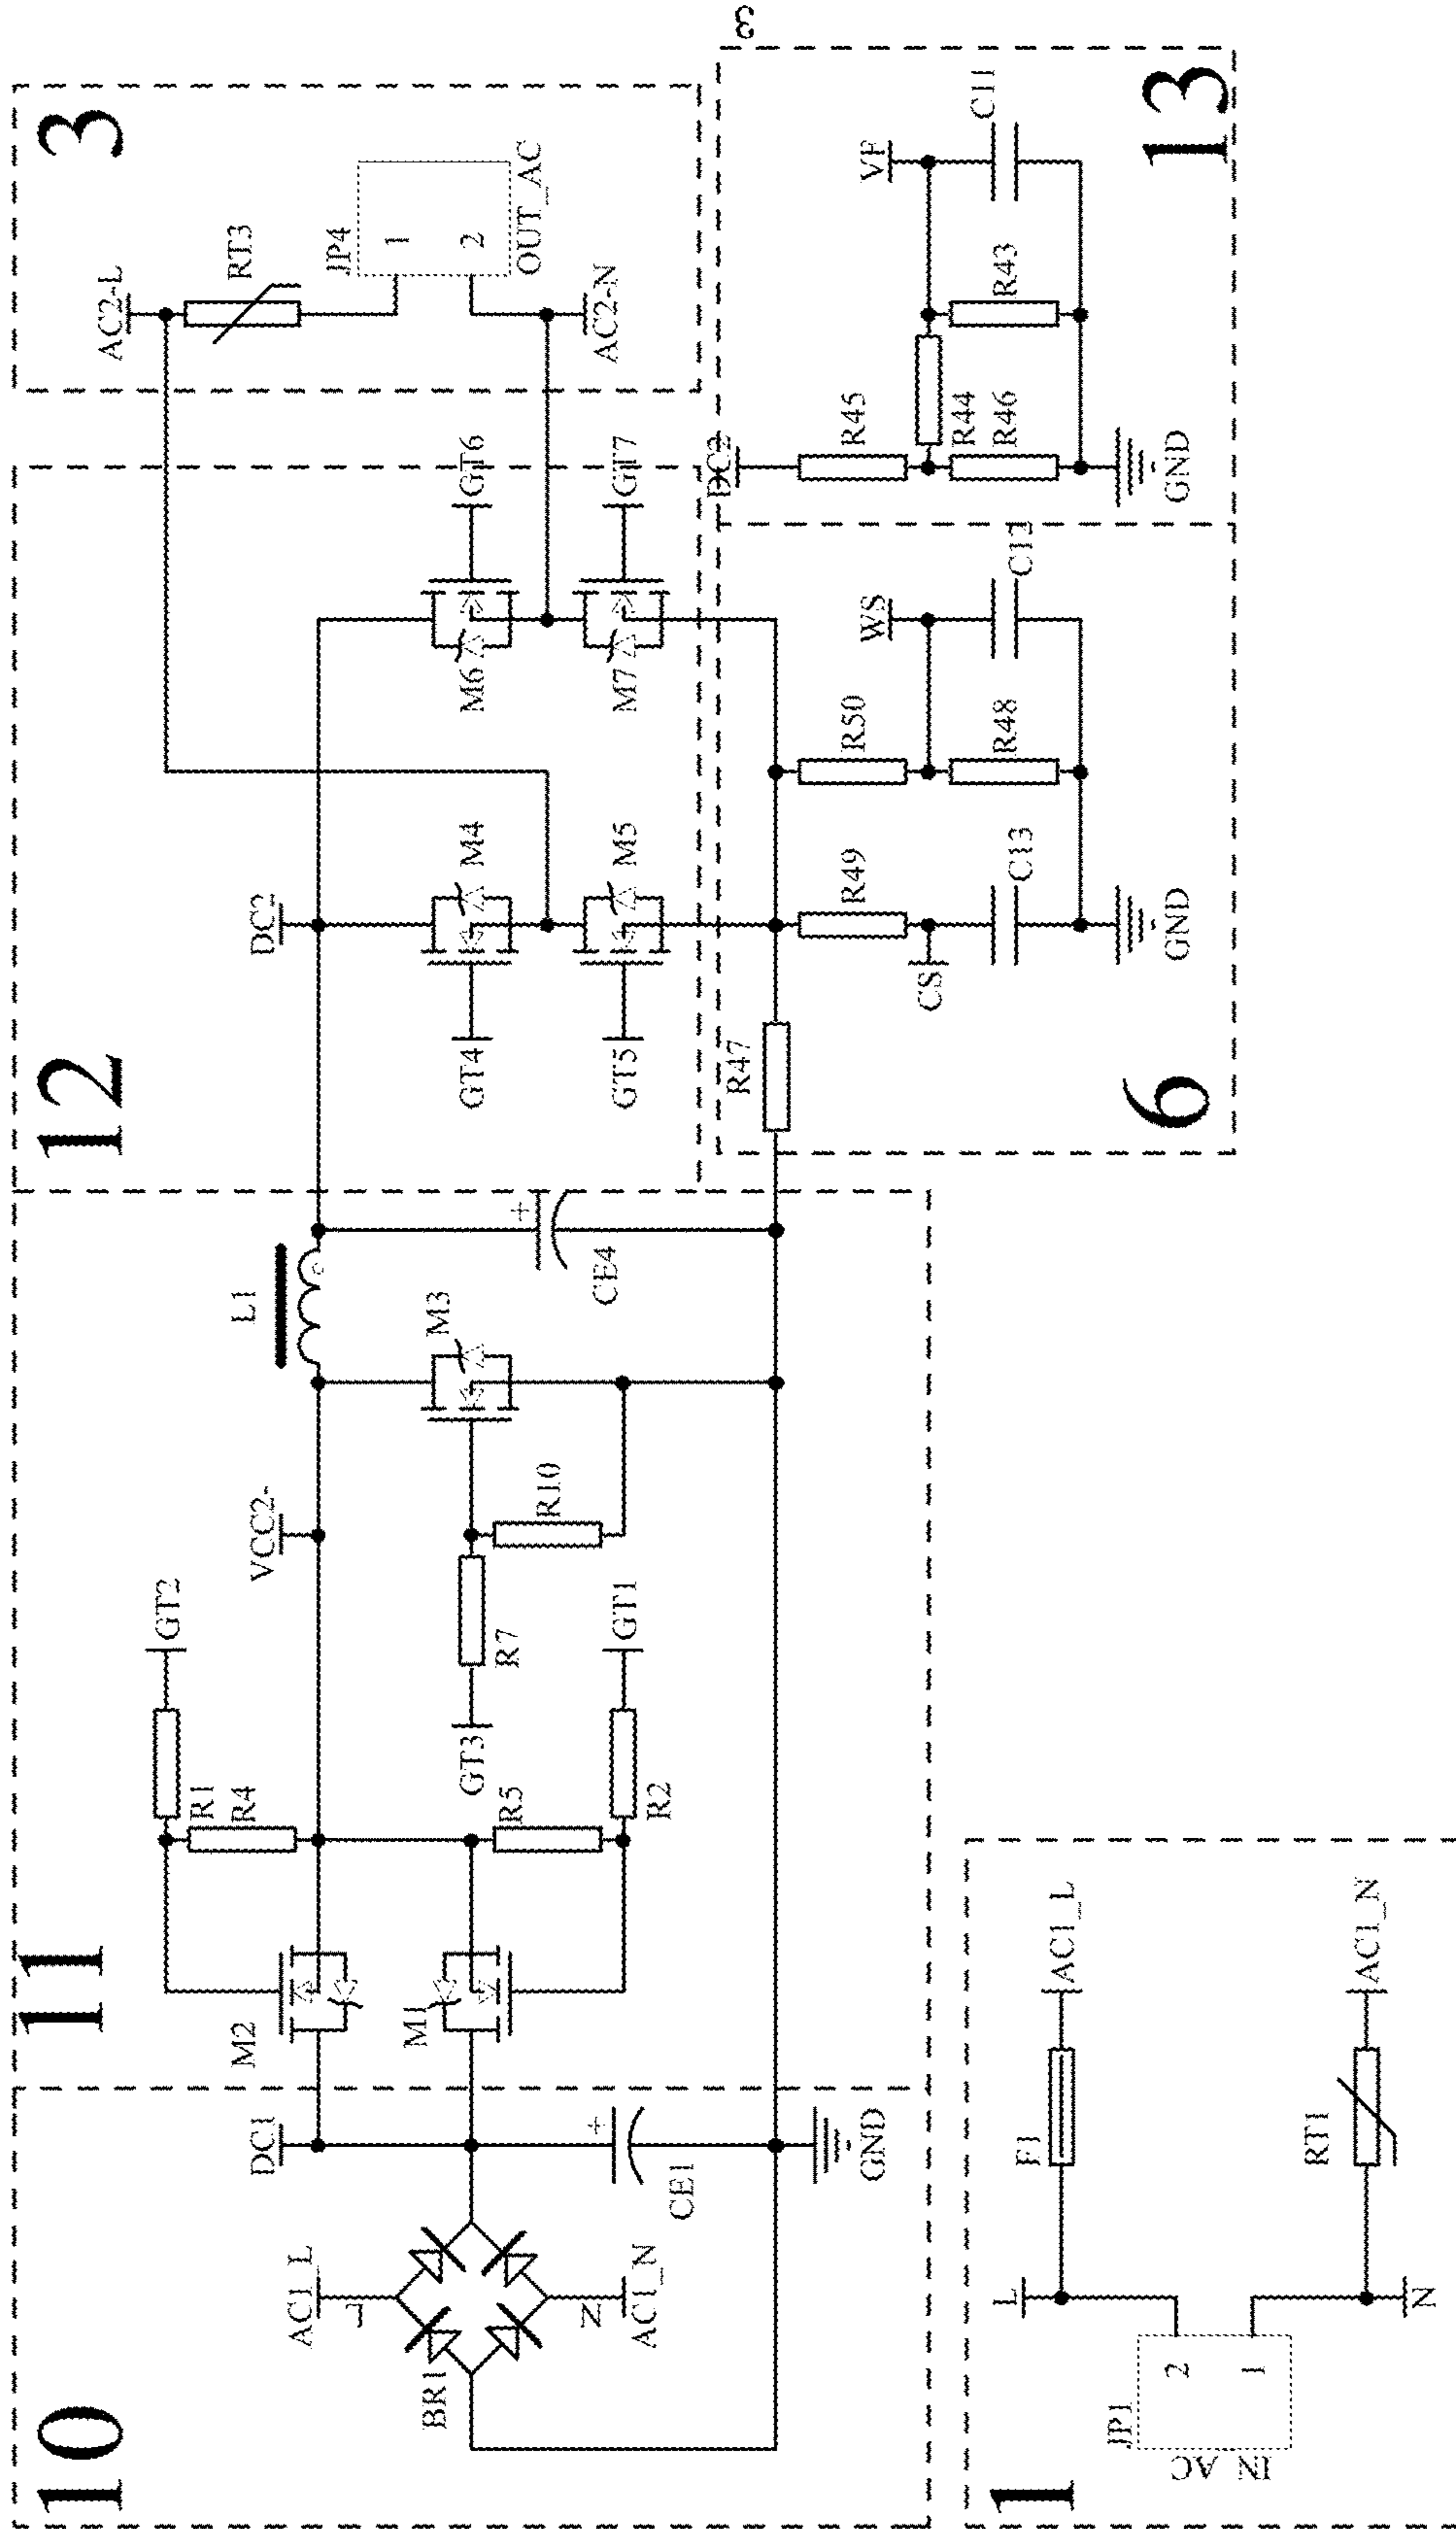 10
AC1_L
L
BR1
N
AC1_N
DC1
CE1
+
GND
11
M2
M1
R1
R4
GT2
R5
R2
GT1
GT3
R7
R10
VCC2-
M3
L1
CE4
+
12
DC2
GT4
M4
GT5
M5
M6
GT6
M7
GT7
3
AC2-L
RT3
JP4
1
2
OUT_AC
AC2-N
6
R47
R49
CS
C13
GND
R50
R48
WS
C12
13
DC2
R45
R44
R46
GND
R43
VF
C11
3
1
JP1
IN_AC
2
1
L
F1
AC1_L
N
RT1
AC1_N